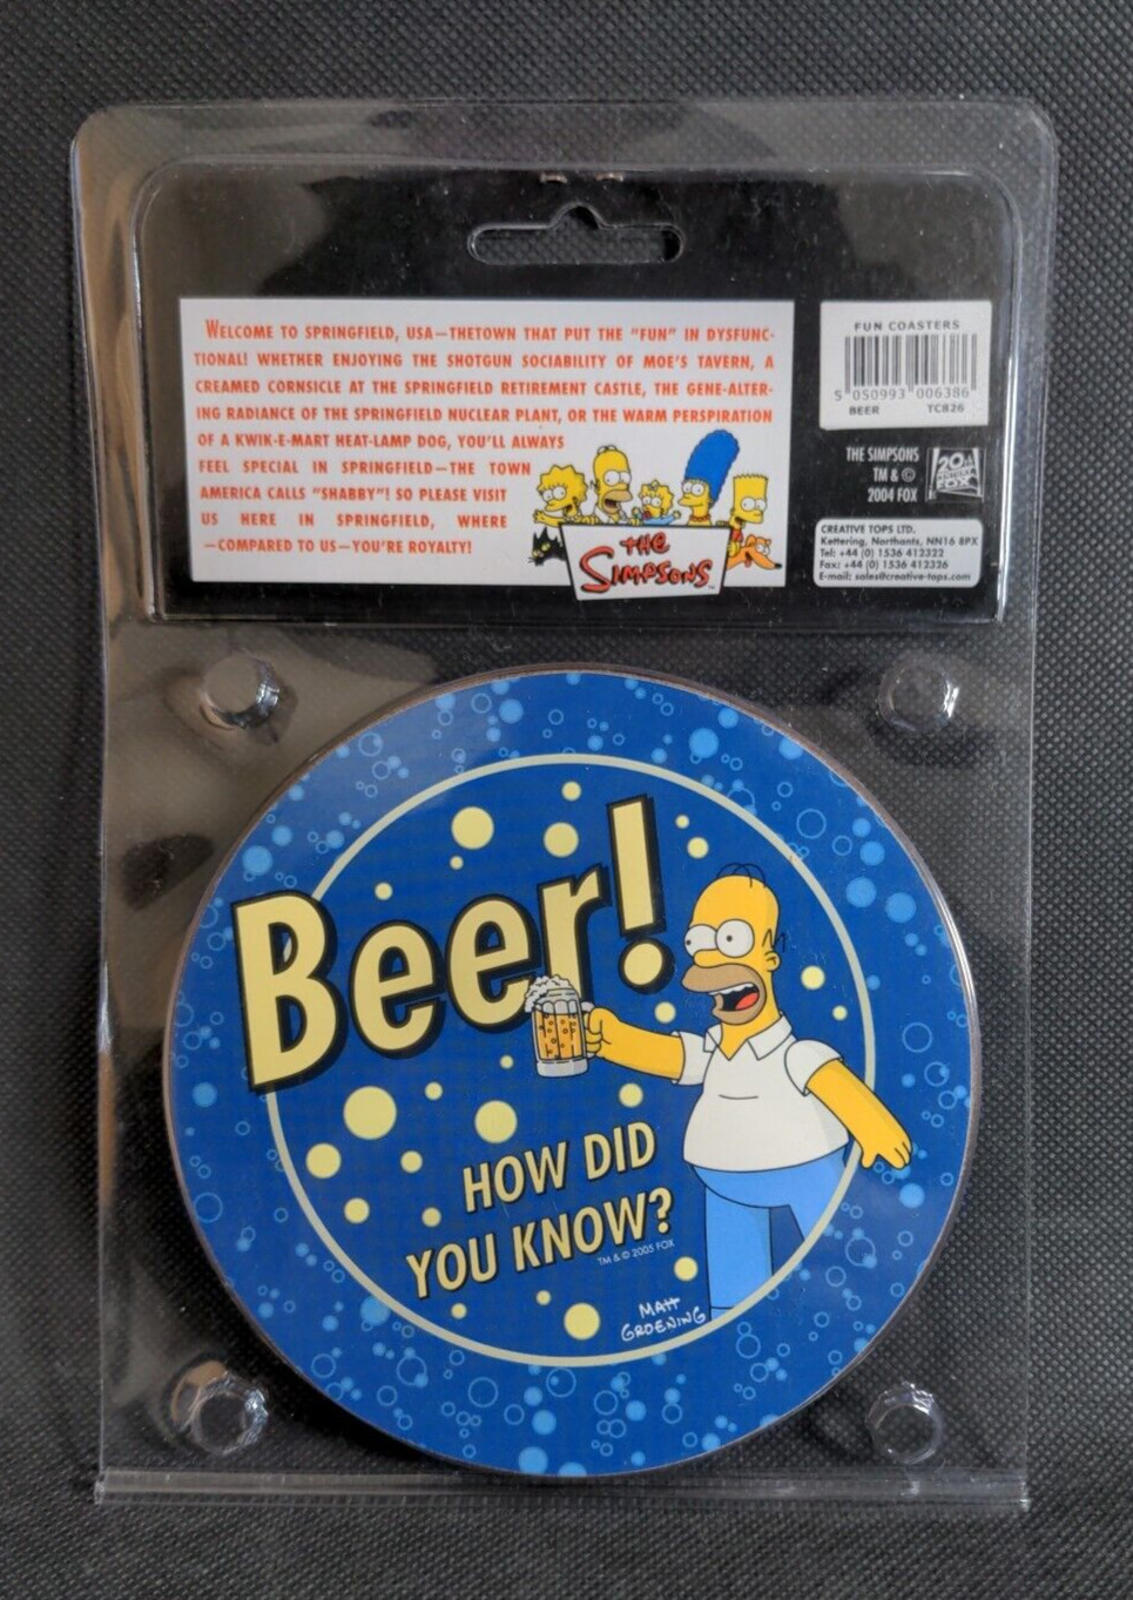 WELCOME TO SPRINGFIELD, USA—THETOWN THAT PUT THE "FUN" IN DYSFUNC-
TIONAL! WHETHER ENJOYING THE SHOTGUN SOCIABILITY OF MOE'S TAVERN, A
CREAMED CORNSICLE AT THE SPRINGFIELD RETIREMENT CASTLE, THE GENE-ALTER-
ING RADIANCE OF THE SPRINGFIELD NUCLEAR PLANT, OR THE WARM PERSPIRATION
OF A KWIK-E-MART HEAT-LAMP DOG, YOU'LL ALWAYS
FEEL SPECIAL IN SPRINGFIELD—THE TOWN
AMERICA CALLS "SHABBY"! SO PLEASE VISIT
US HERE IN SPRINGFIELD, WHERE
—COMPARED TO US—YOU'RE ROYALTY!
THE
SIMPSONS
TM
FUN COASTERS
5 050993 006386
BEER TC826
THE SIMPSONS
TM & ©
2004 FOX
20th
CENTURY
FOX
CREATIVE TOPS LTD.
Kettering, Northants, NN16 8PX
Tel: +44 (0) 1536 412322
Fax: +44 (0) 1536 412326
E-mail: sales@creative-tops.com
Beer!
HOW DID
YOU KNOW?
TM & © 2005 FOX
MATT
GROENING